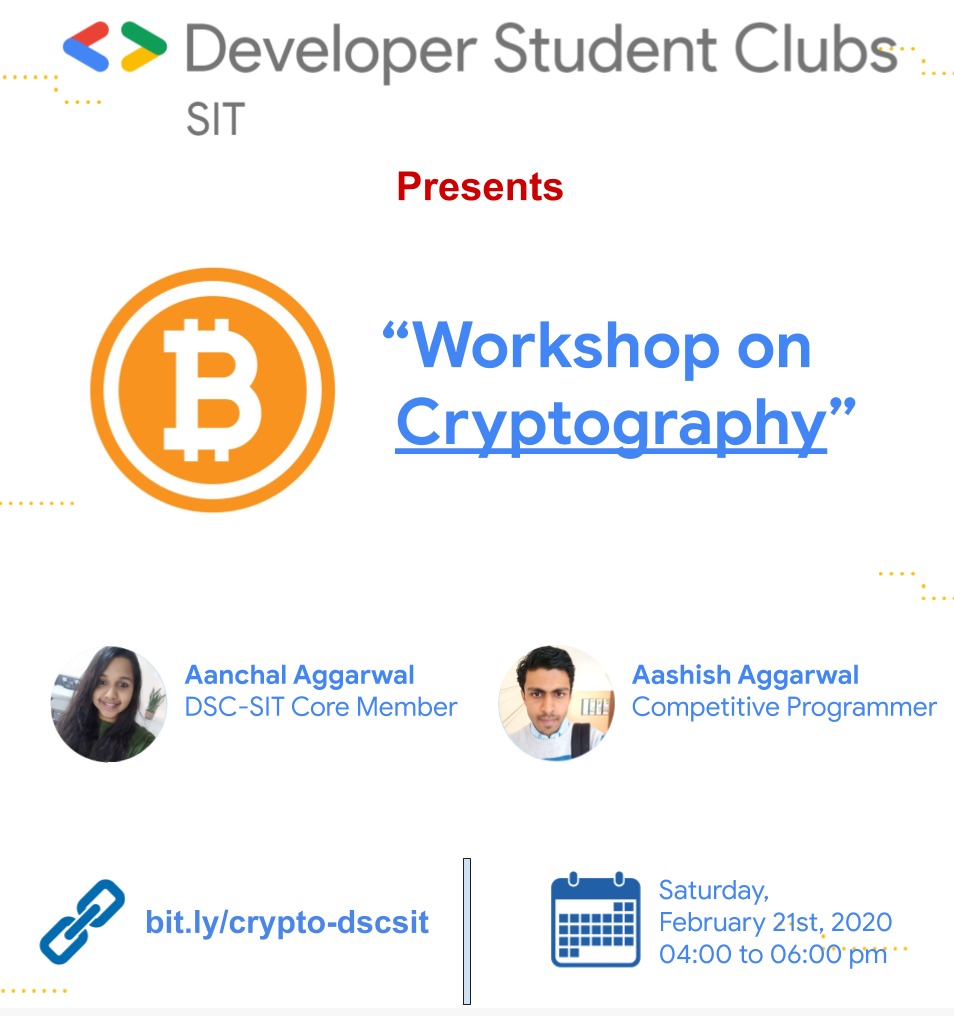 Developer Student Clubs
SIT
Presents
“Workshop on
Cryptography”
Aanchal Aggarwal
DSC-SIT Core Member
Aashish Aggarwal
Competitive Programmer
bit.ly/crypto-dscsit
Saturday,
February 21st, 2020
04:00 to 06:00 pm